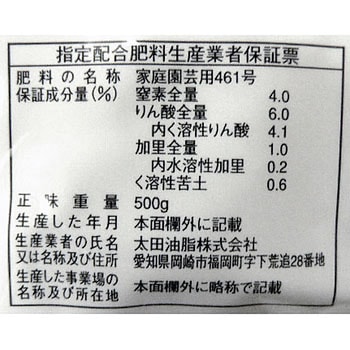 指定配合肥料生産業者保証票
肥料の名称 家庭園芸用461号
保証成分量(%) 窒素全量 4.0
りん酸全量 6.0
内く溶性りん酸 4.1
加里全量 1.0
内水溶性加里 0.2
く溶性苦土 0.6
正味重量 500g
生産した年月 本面欄外に記載
生産業者の氏名 太田油脂株式会社
又は名称及び住所 愛知県岡崎市福岡町字下荒追28番地
生産した事業場の
名称及び所在地 本面欄外に略称で記載